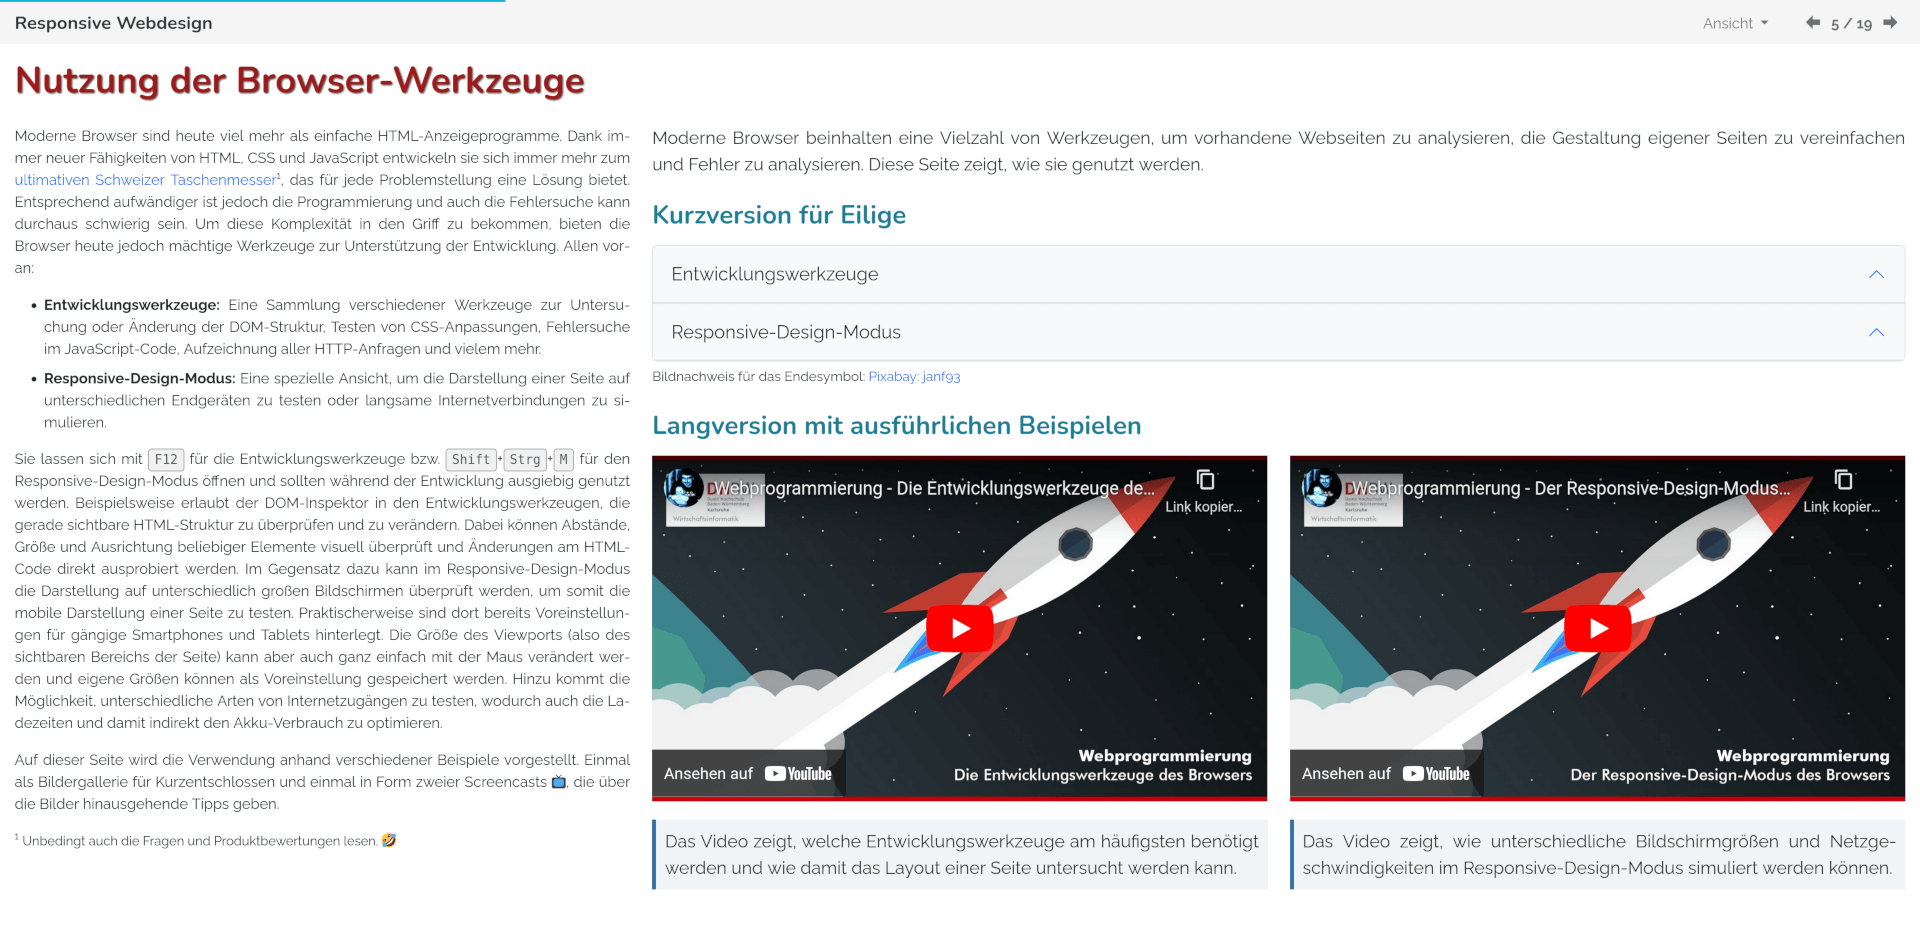 Responsive Webdesign
Ansicht
5 / 19
Nutzung der Browser-Werkzeuge
Moderne Browser sind heute viel mehr als einfache HTML-Anzeigeprogramme. Dank im-
mer neuer Fähigkeiten von HTML, CSS und JavaScript entwickeln sie sich immer mehr zum
ultimativen Schweizer Taschenmesser¹, das für jede Problemstellung eine Lösung bietet.
Entsprechend aufwändiger ist jedoch die Programmierung und auch die Fehlersuche kann
durchaus schwierig sein. Um diese Komplexität in den Griff zu bekommen, bieten die
Browser heute jedoch mächtige Werkzeuge zur Unterstützung der Entwicklung. Allen vor-
an:
• Entwicklungswerkzeuge: Eine Sammlung verschiedener Werkzeuge zur Untersu-
chung oder Änderung der DOM-Struktur, Testen von CSS-Anpassungen, Fehlersuche
im JavaScript-Code, Aufzeichnung aller HTTP-Anfragen und vielem mehr.
• Responsive-Design-Modus: Eine spezielle Ansicht, um die Darstellung einer Seite auf
unterschiedlichen Endgeräten zu testen oder langsame Internetverbindungen zu si-
mulieren.
Sie lassen sich mit F12 für die Entwicklungswerkzeuge bzw. Shift+Strg+M für den
Responsive-Design-Modus öffnen und sollten während der Entwicklung ausgiebig genutzt
werden. Beispielsweise erlaubt der DOM-Inspektor in den Entwicklungswerkzeugen, die
gerade sichtbare HTML-Struktur zu überprüfen und zu verändern. Dabei können Abstände,
Größe und Ausrichtung beliebiger Elemente visuell überprüft und Änderungen am HTML-
Code direkt ausprobiert werden. Im Gegensatz dazu kann im Responsive-Design-Modus
die Darstellung auf unterschiedlich großen Bildschirmen überprüft werden, um somit die
mobile Darstellung einer Seite zu testen. Praktischerweise sind dort bereits Voreinstellun-
gen für gängige Smartphones und Tablets hinterlegt. Die Größe des Viewports (also des
sichtbaren Bereichs der Seite) kann aber auch ganz einfach mit der Maus verändert wer-
den und eigene Größen können als Voreinstellung gespeichert werden. Hinzu kommt die
Möglichkeit, unterschiedliche Arten von Internetzugängen zu testen, wodurch auch die La-
dezeiten und damit indirekt den Akku-Verbrauch zu optimieren.
Auf dieser Seite wird die Verwendung anhand verschiedener Beispiele vorgestellt. Einmal
als Bildergallerie für Kurzentschlossen und einmal in Form zweier Screencasts 📺, die über
die Bilder hinausgehende Tipps geben.
¹ Unbedingt auch die Fragen und Produktbewertungen lesen. 🤣
Moderne Browser beinhalten eine Vielzahl von Werkzeugen, um vorhandene Webseiten zu analysieren, die Gestaltung eigener Seiten zu vereinfachen
und Fehler zu analysieren. Diese Seite zeigt, wie sie genutzt werden.
Kurzversion für Eilige
Entwicklungswerkzeuge
Responsive-Design-Modus
Bildnachweis für das Endesymbol: Pixabay: janf93
Langversion mit ausführlichen Beispielen
Webprogrammierung - Die Entwicklungswerkzeuge de...
Link kopier...
Karlsruhe
Wirtschaftsinformatik
Webprogrammierung
Die Entwicklungswerkzeuge des Browsers
Ansehen auf YouTube
Das Video zeigt, welche Entwicklungswerkzeuge am häufigsten benötigt
werden und wie damit das Layout einer Seite untersucht werden kann.
Webprogrammierung - Der Responsive-Design-Modus...
Link kopier...
Karlsruhe
Wirtschaftsinformatik
Webprogrammierung
Der Responsive-Design-Modus des Browsers
Ansehen auf YouTube
Das Video zeigt, wie unterschiedliche Bildschirmgrößen und Netzge-
schwindigkeiten im Responsive-Design-Modus simuliert werden können.